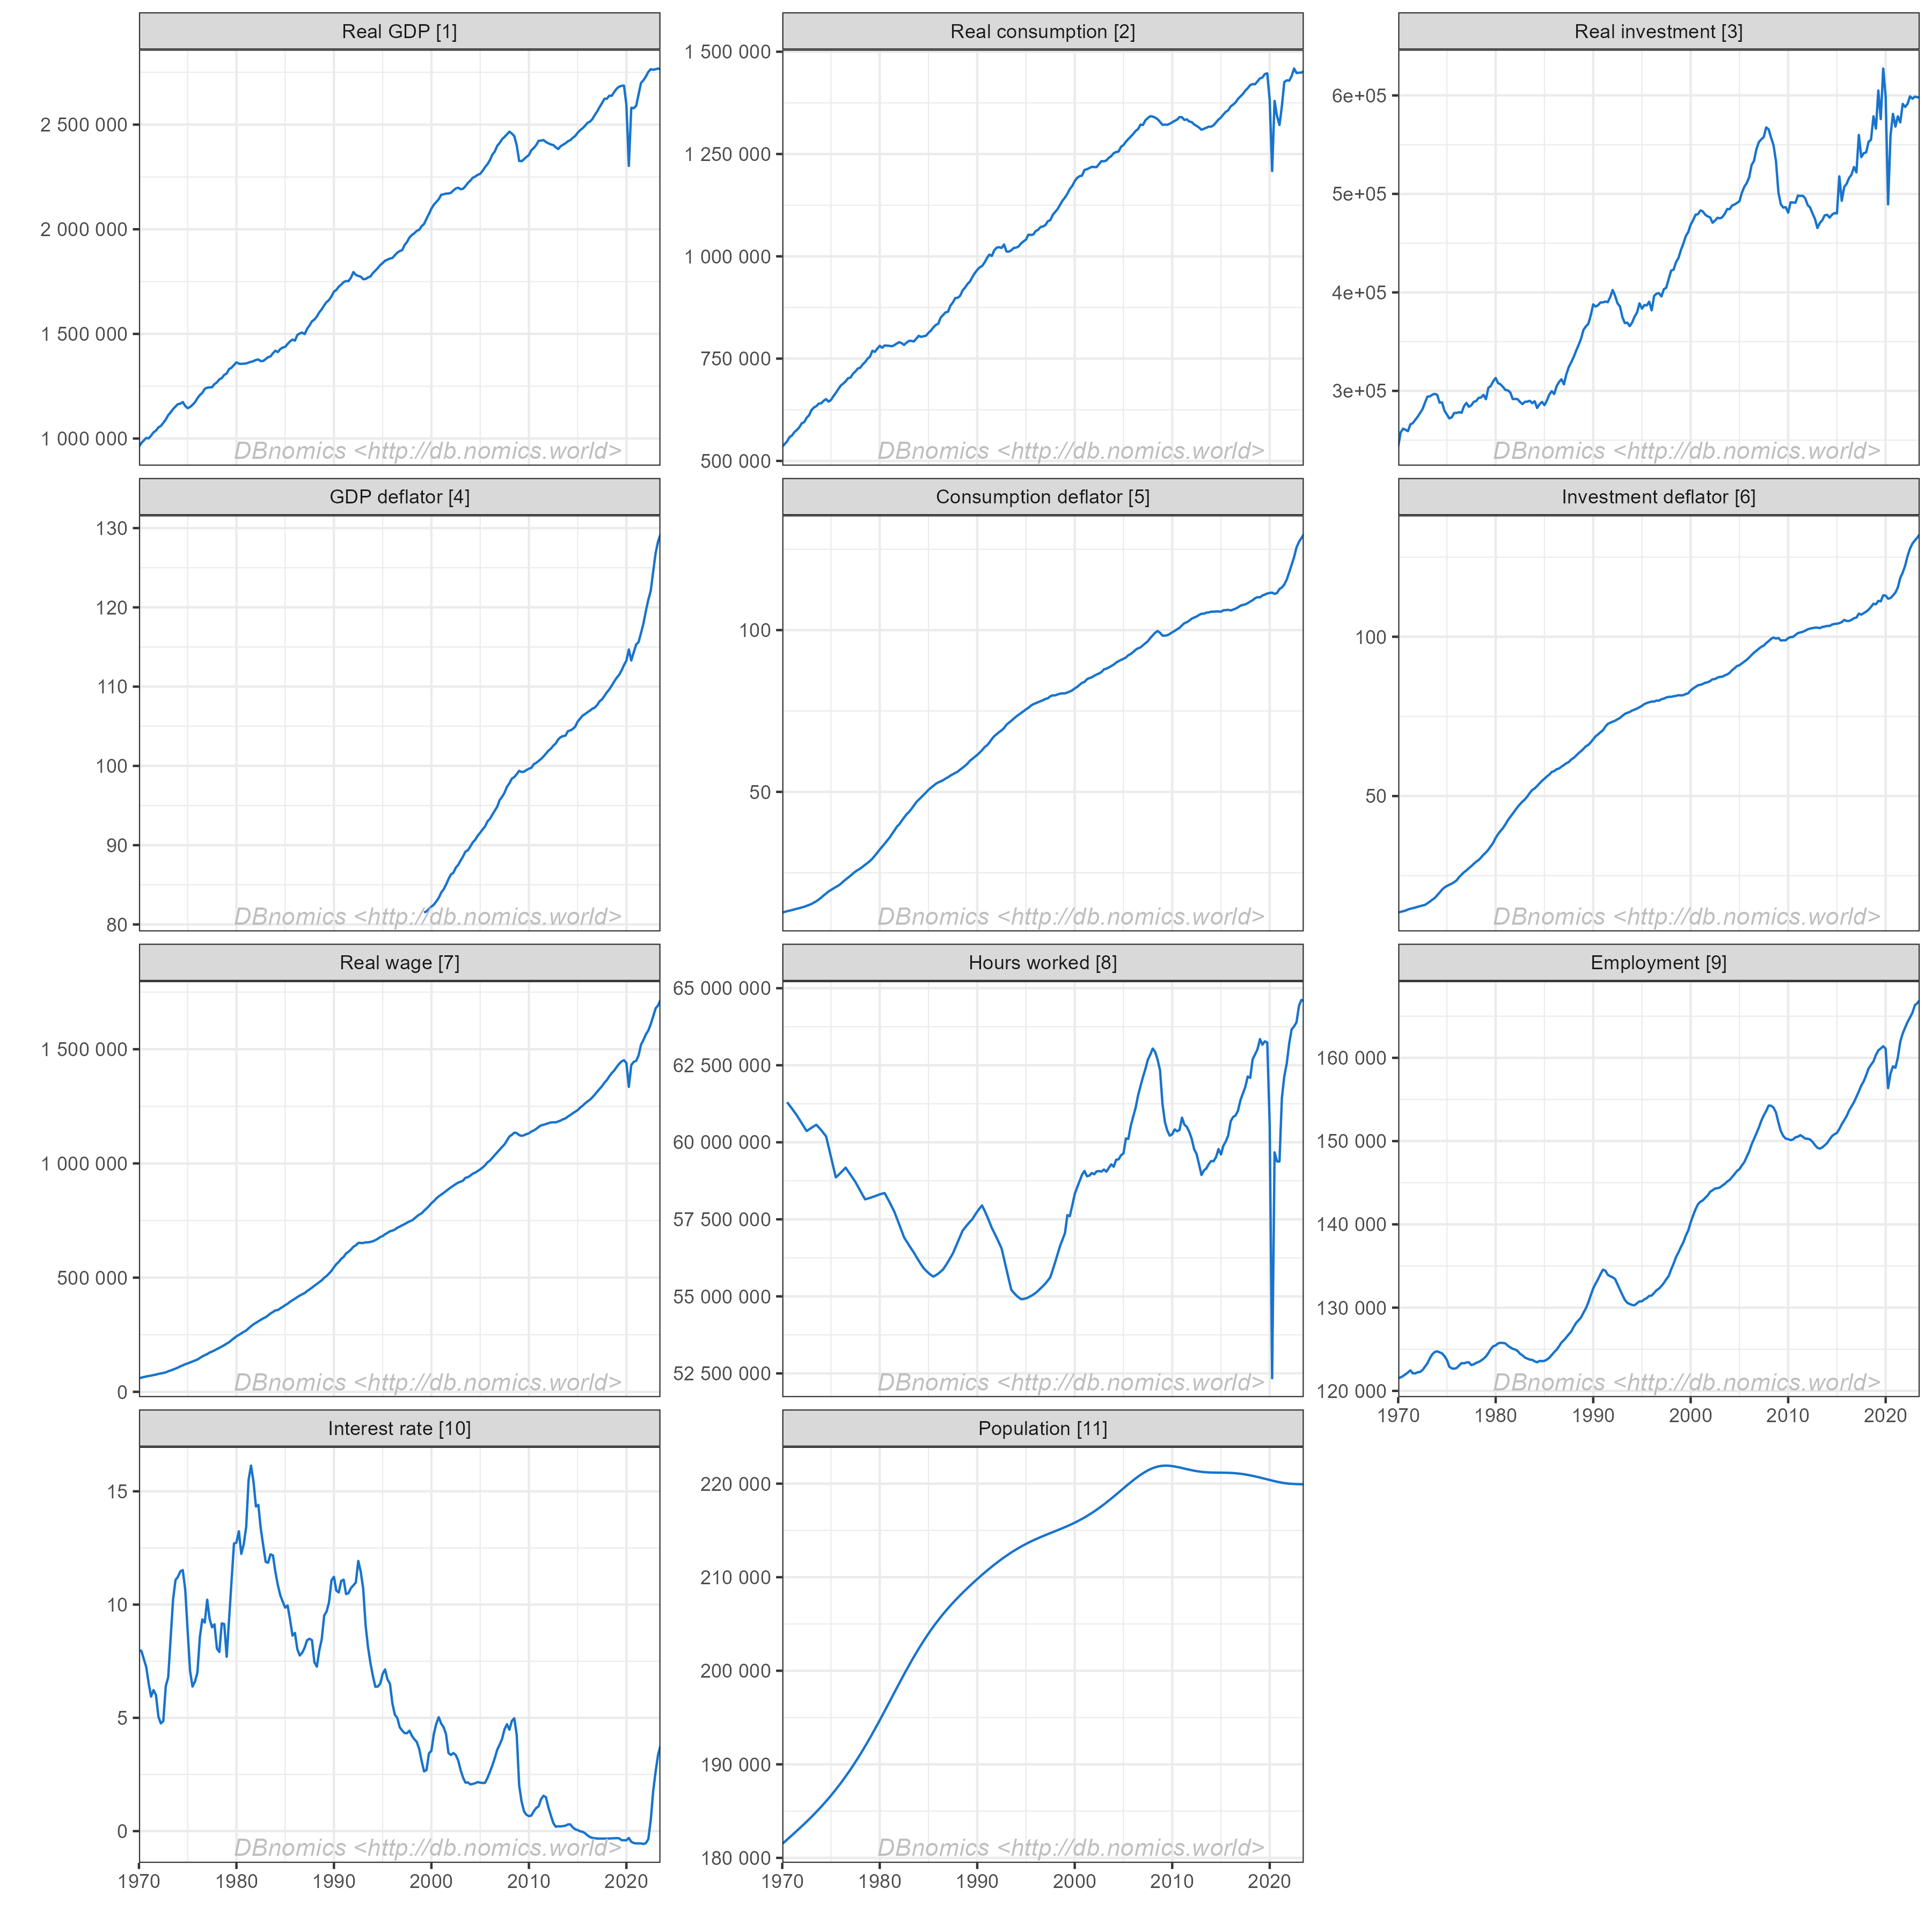 Real GDP [1]
Real consumption [2]
Real investment [3]
2 500 000
2 000 000
1 500 000
1 000 000
1 500 000
1 250 000
1 000 000
750 000
500 000
6e+05
5e+05
4e+05
3e+05
DBnomics <http://db.nomics.world>
DBnomics <http://db.nomics.world>
DBnomics <http://db.nomics.world>
GDP deflator [4]
Consumption deflator [5]
Investment deflator [6]
130
120
110
100
90
80
100
50
100
50
DBnomics <http://db.nomics.world>
DBnomics <http://db.nomics.world>
DBnomics <http://db.nomics.world>
Real wage [7]
Hours worked [8]
Employment [9]
1 500 000
1 000 000
500 000
0
65 000 000
62 500 000
60 000 000
57 500 000
55 000 000
52 500 000
160 000
150 000
140 000
130 000
120 000
DBnomics <http://db.nomics.world>
DBnomics <http://db.nomics.world>
DBnomics <http://db.nomics.world>
1970 1980 1990 2000 2010 2020
Interest rate [10]
Population [11]
15
10
5
0
220 000
210 000
200 000
190 000
180 000
DBnomics <http://db.nomics.world>
DBnomics <http://db.nomics.world>
1970 1980 1990 2000 2010 2020
1970 1980 1990 2000 2010 2020